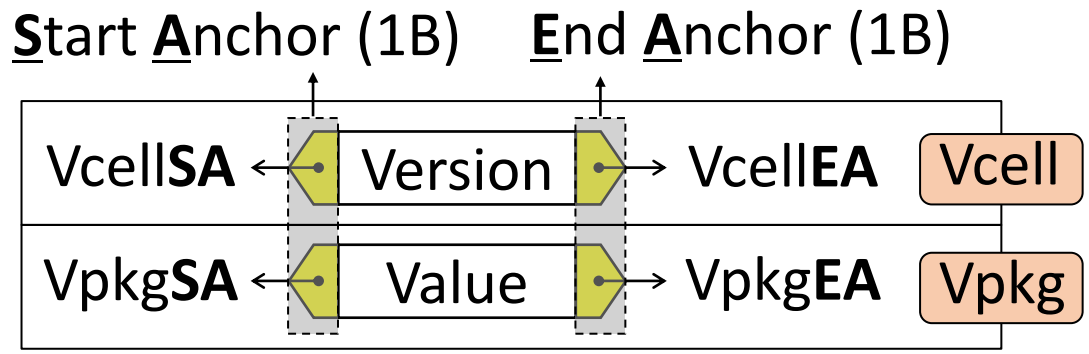 Start Anchor (1B) End Anchor (1B)
VcellSA Version VcellEA Vcell
VpkgSA Value VpkgEA Vpkg